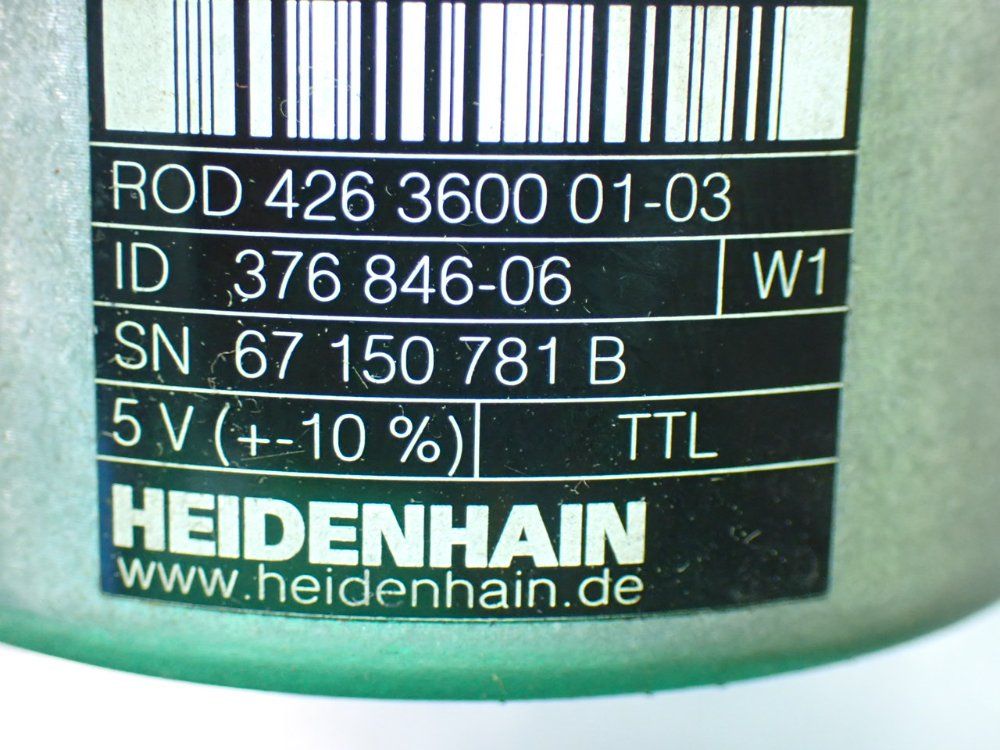 ROD 426 3600 01-03
ID 376 846-06 W1
SN 67 150 781 B
5 V (+-10 %) TTL
HEIDENHAIN
www.heidenhain.de